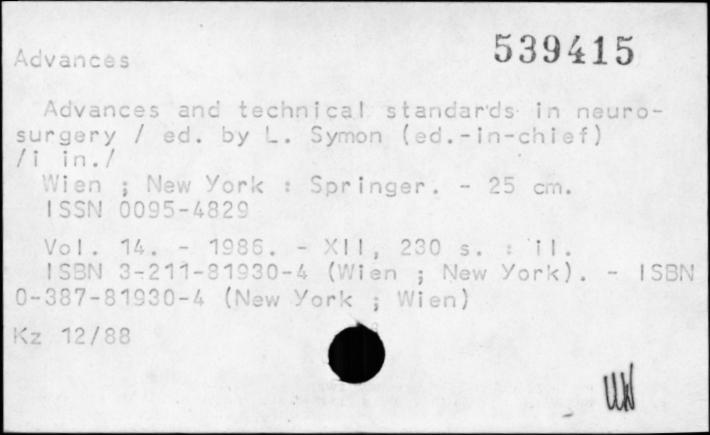 539415
Advances
Advances and technical standards in neuro-
surgery / ed. by L. Symon (ed.-in-chief)
/i in./
Wien ; New York : Springer. - 25 cm.
ISSN 0095-4829
Vol. 14. - 1986. - XII, 230 s. : il.
ISBN 3-211-81930-4 (Wien ; New York). - ISBN
0-387-81930-4 (New York ; Wien)
Kz 12/88